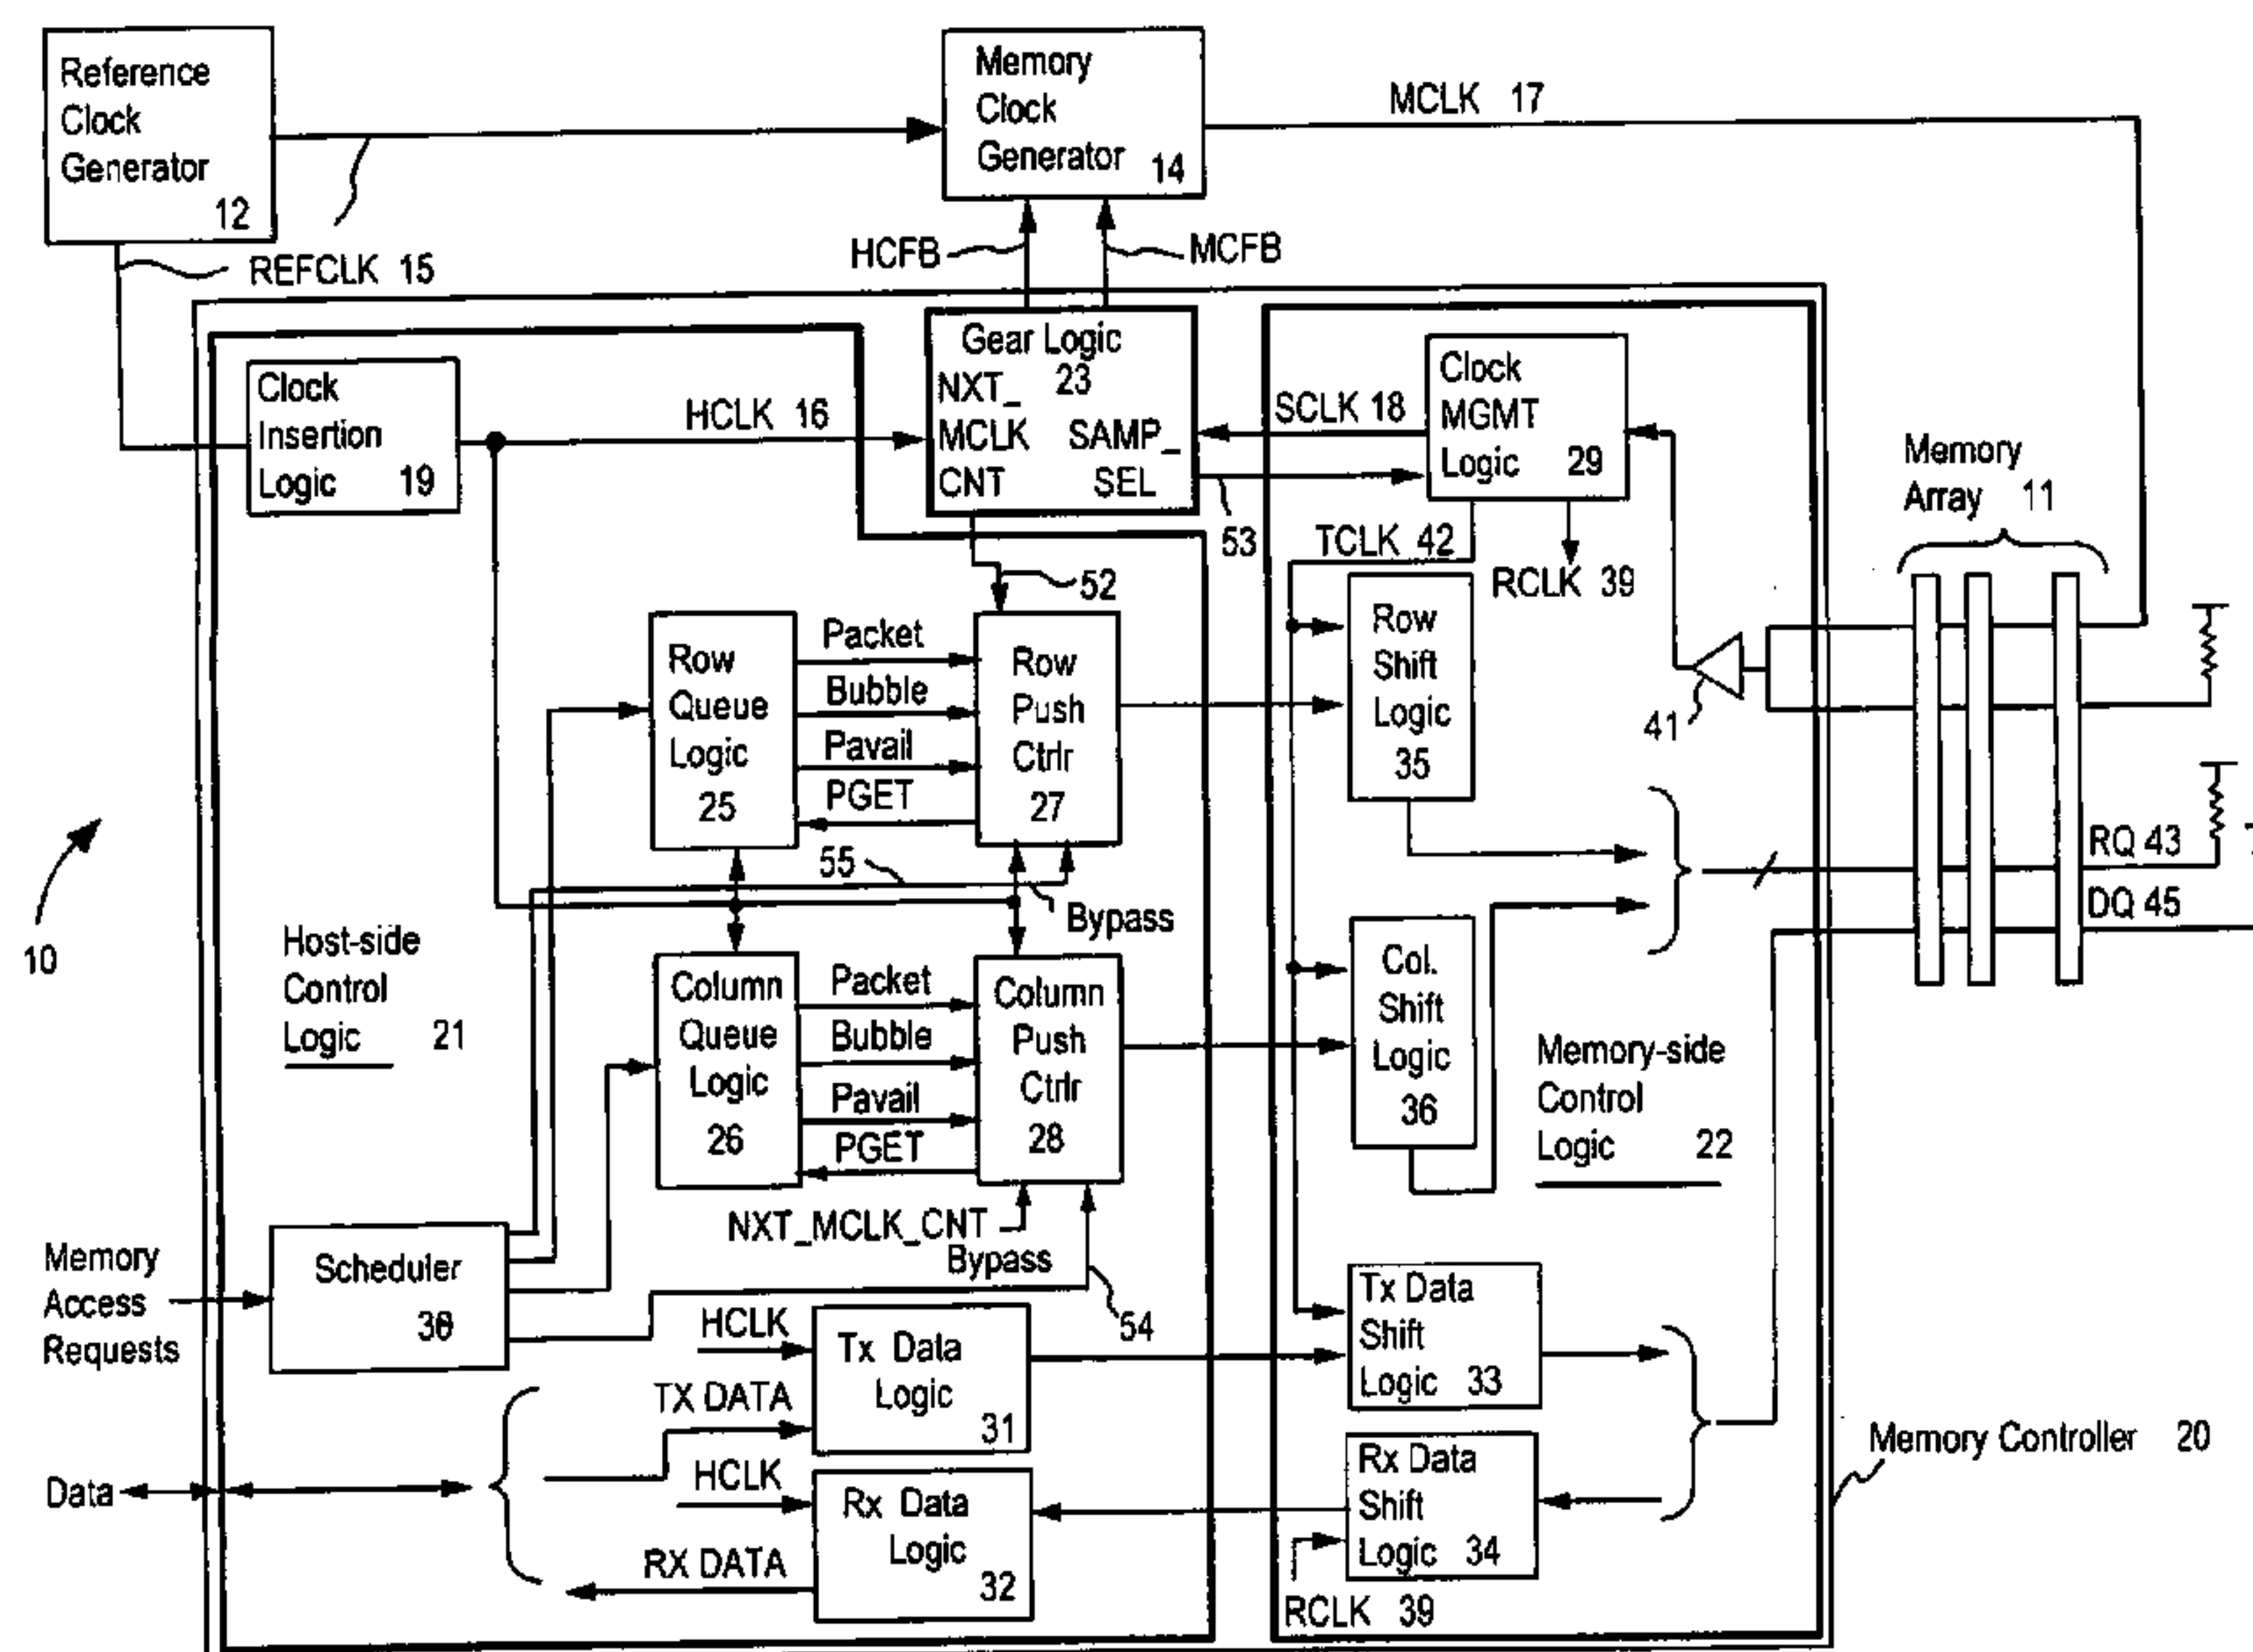 Reference
Clock
Generator
12
Memory
Clock
Generator 14
MCLK 17
HCFB
MCFB
REFCLK 15
Clock
Insertion
Logic 19
HCLK 16
Gear Logic
23
NXT_
MCLK SAMP_
CNT SEL
SCLK 18
Clock
MGMT
Logic 29
53
52
TCLK 42
RCLK 39
Memory
Array 11
Row
Queue
Logic
25
Packet
Bubble
Pavail
PGET
Row
Push
Ctrlr
27
Row
Shift
Logic
35
41
RQ 43
DQ 45
55
Bypass
10
Host-side
Control
Logic 21
Column
Queue
Logic
26
Packet
Bubble
Pavail
PGET
Column
Push
Ctrlr
28
Col.
Shift
Logic
36
Memory-side
Control
Logic 22
NXT_MCLK_CNT
Bypass
54
Memory
Access
Requests
Scheduler
30
HCLK
TX DATA
Tx Data
Logic
31
Tx Data
Shift
Logic 33
Data
HCLK
RX DATA
Rx Data
Logic
32
Rx Data
Shift
Logic 34
RCLK 39
Memory Controller 20